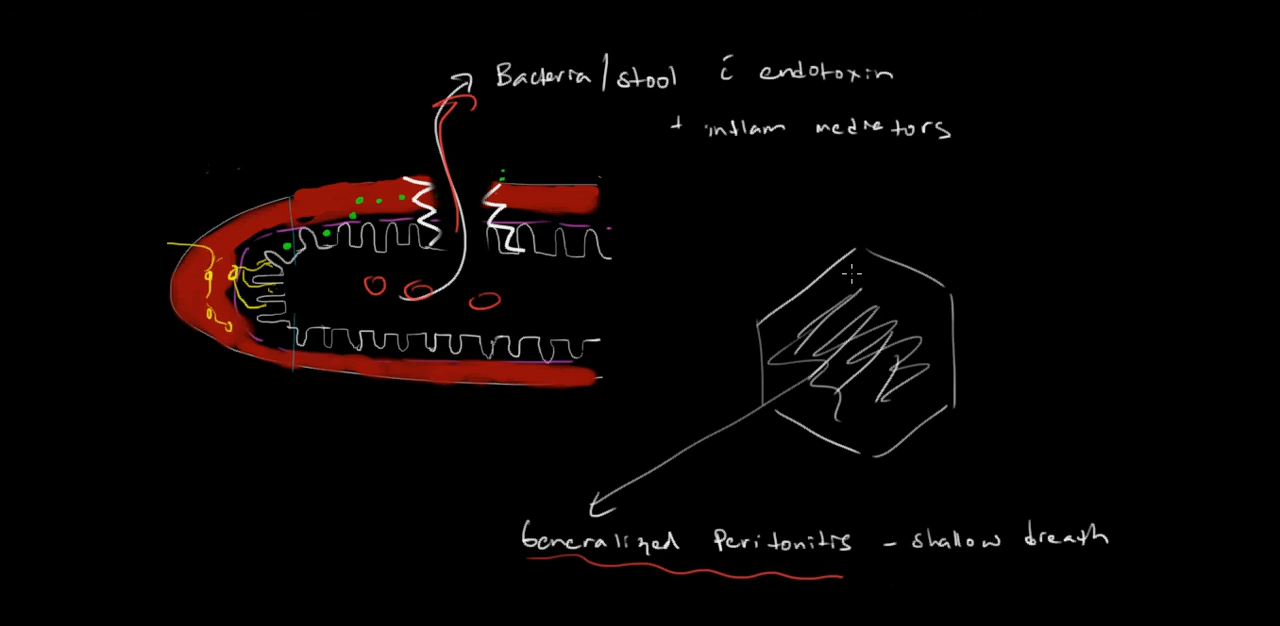 Bacteria/stool c̄ endotoxin
+ inflam mediators
Generalized Peritonitis - shallow breath